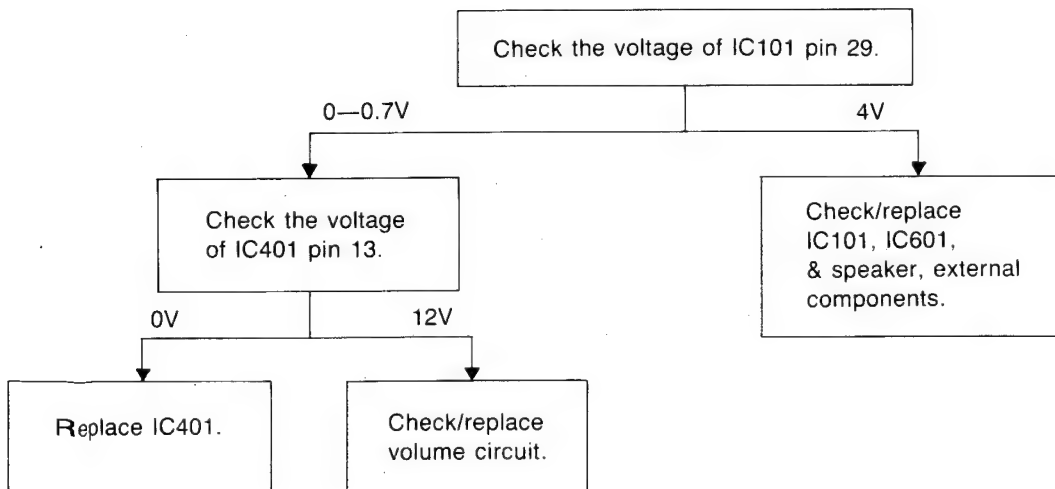 Check the voltage of IC101 pin 29.
0—0.7V
4V
Check the voltage
of IC401 pin 13.
Check/replace
IC101, IC601,
& speaker, external
components.
0V
12V
Replace IC401.
Check/replace
volume circuit.